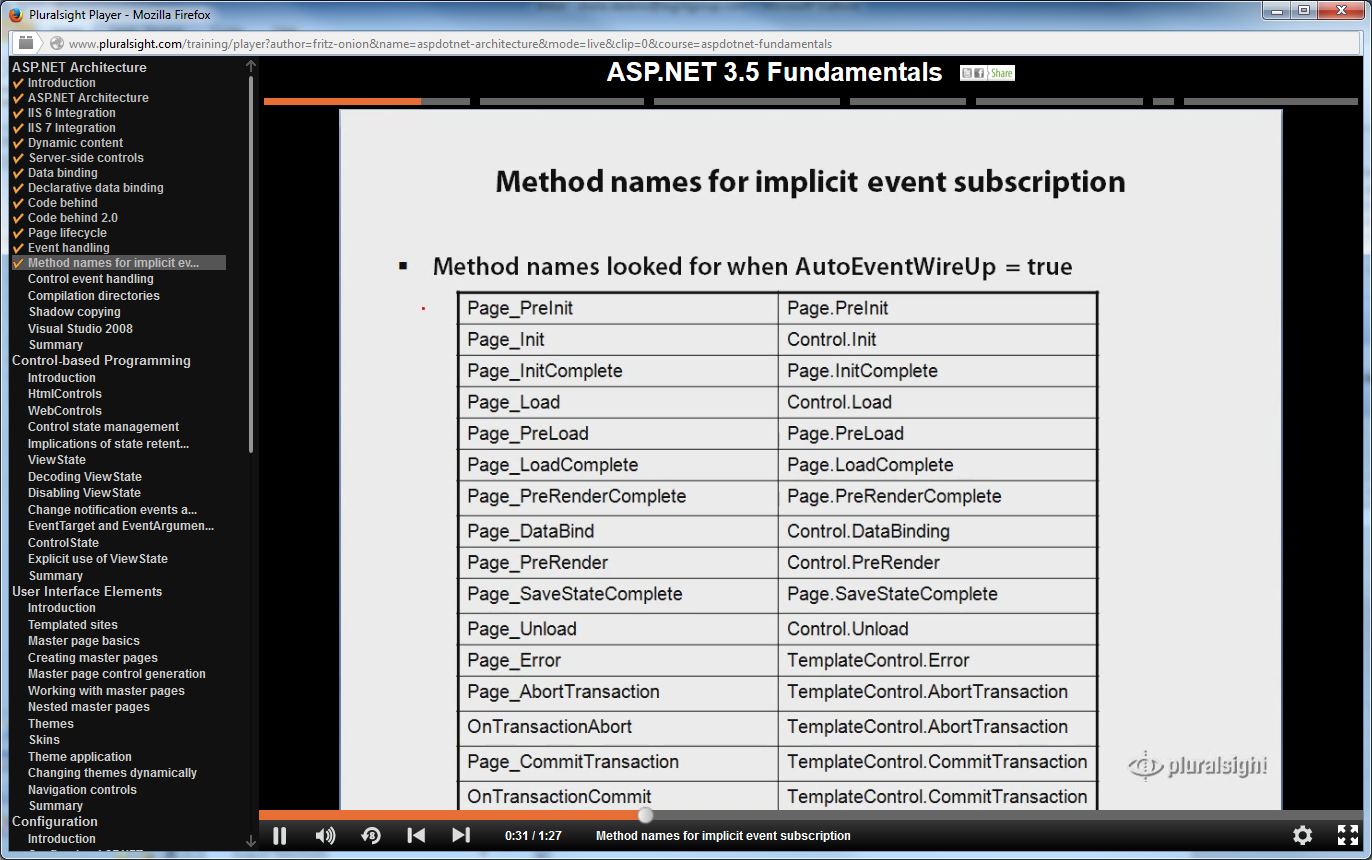 Pluralsight Player - Mozilla Firefox
www.pluralsight.com/training/player?author=fritz-onion&name=aspdotnet-architecture&mode=live&clip=0&course=aspdotnet-fundamentals
ASP.NET Architecture
Introduction
ASP.NET Architecture
IIS 6 Integration
IIS 7 Integration
Dynamic content
Server-side controls
Data binding
Declarative data binding
Code behind
Code behind 2.0
Page lifecycle
Event handling
Method names for implicit ev...
Control event handling
Compilation directories
Shadow copying
Visual Studio 2008
Summary
Control-based Programming
Introduction
HtmlControls
WebControls
Control state management
Implications of state retent...
ViewState
Decoding ViewState
Disabling ViewState
Change notification events a...
EventTarget and EventArgumen...
ControlState
Explicit use of ViewState
Summary
User Interface Elements
Introduction
Templated sites
Master page basics
Creating master pages
Master page control generation
Working with master pages
Nested master pages
Themes
Skins
Theme application
Changing themes dynamically
Navigation controls
Summary
Configuration
Introduction
ASP.NET 3.5 Fundamentals
Share
Method names for implicit event subscription
▪ Method names looked for when AutoEventWireUp = true
Page_PreInit Page.PreInit
Page_Init Control.Init
Page_InitComplete Page.InitComplete
Page_Load Control.Load
Page_PreLoad Page.PreLoad
Page_LoadComplete Page.LoadComplete
Page_PreRenderComplete Page.PreRenderComplete
Page_DataBind Control.DataBinding
Page_PreRender Control.PreRender
Page_SaveStateComplete Page.SaveStateComplete
Page_Unload Control.Unload
Page_Error TemplateControl.Error
Page_AbortTransaction TemplateControl.AbortTransaction
OnTransactionAbort TemplateControl.AbortTransaction
Page_CommitTransaction TemplateControl.CommitTransaction
OnTransactionCommit TemplateControl.CommitTransaction
pluralsight
8
0:31 / 1:27 Method names for implicit event subscription